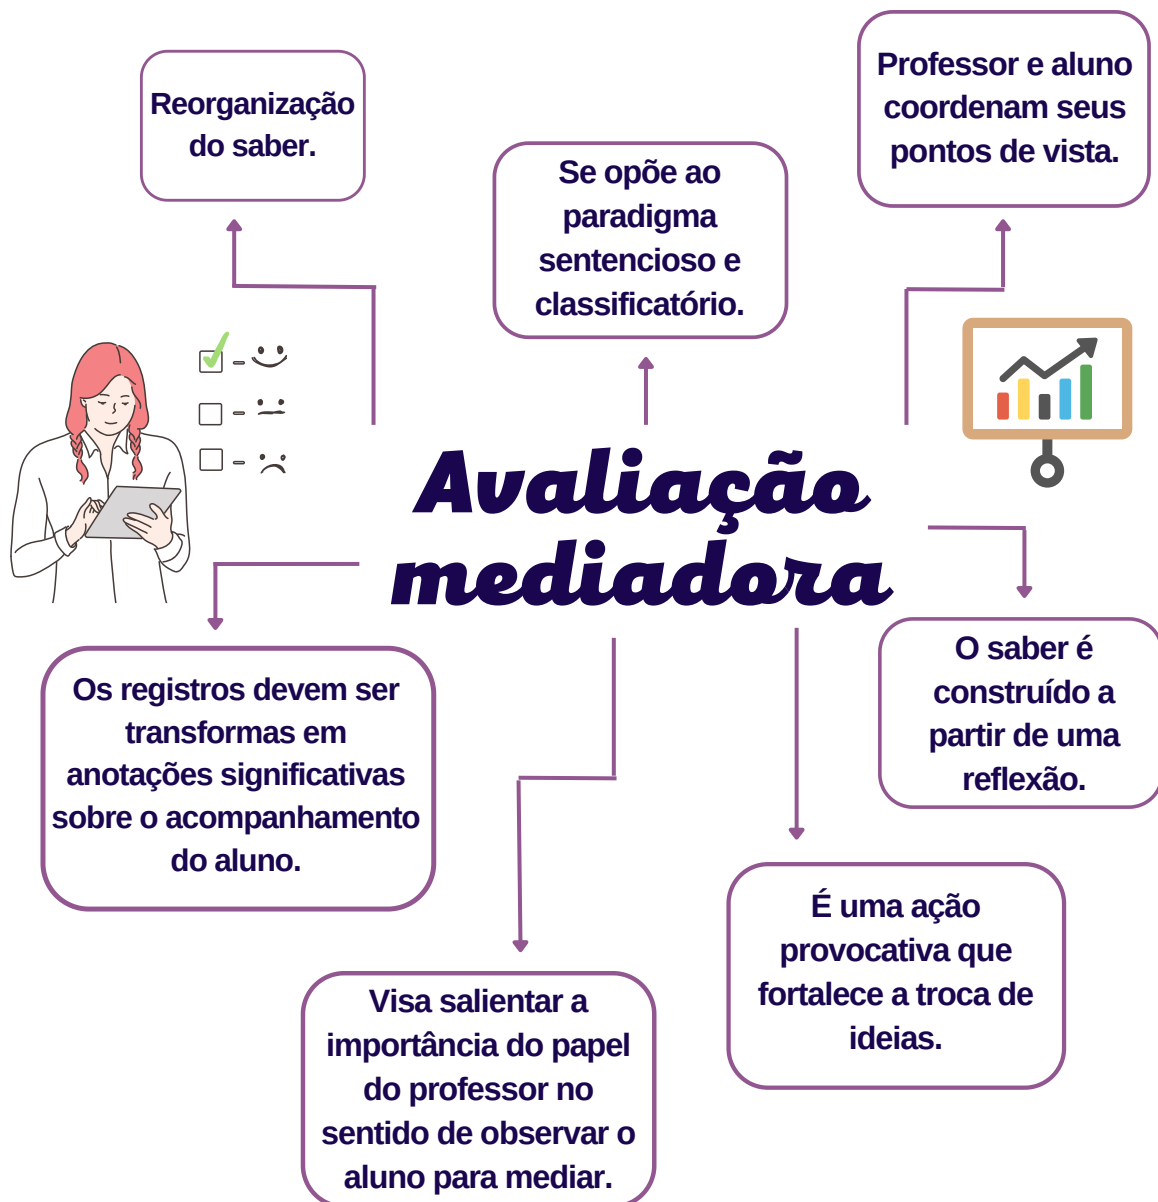 Reorganização
do saber.
Se opõe ao
paradigma
sentencioso e
classificatório.
Professor e aluno
coordenam seus
pontos de vista.
Avaliação
mediadora
Os registros devem ser
transformas em
anotações significativas
sobre o acompanhamento
do aluno.
Visa salientar a
importância do papel
do professor no
sentido de observar o
aluno para mediar.
É uma ação
provocativa que
fortalece a troca de
ideias.
O saber é
construído a
partir de uma
reflexão.